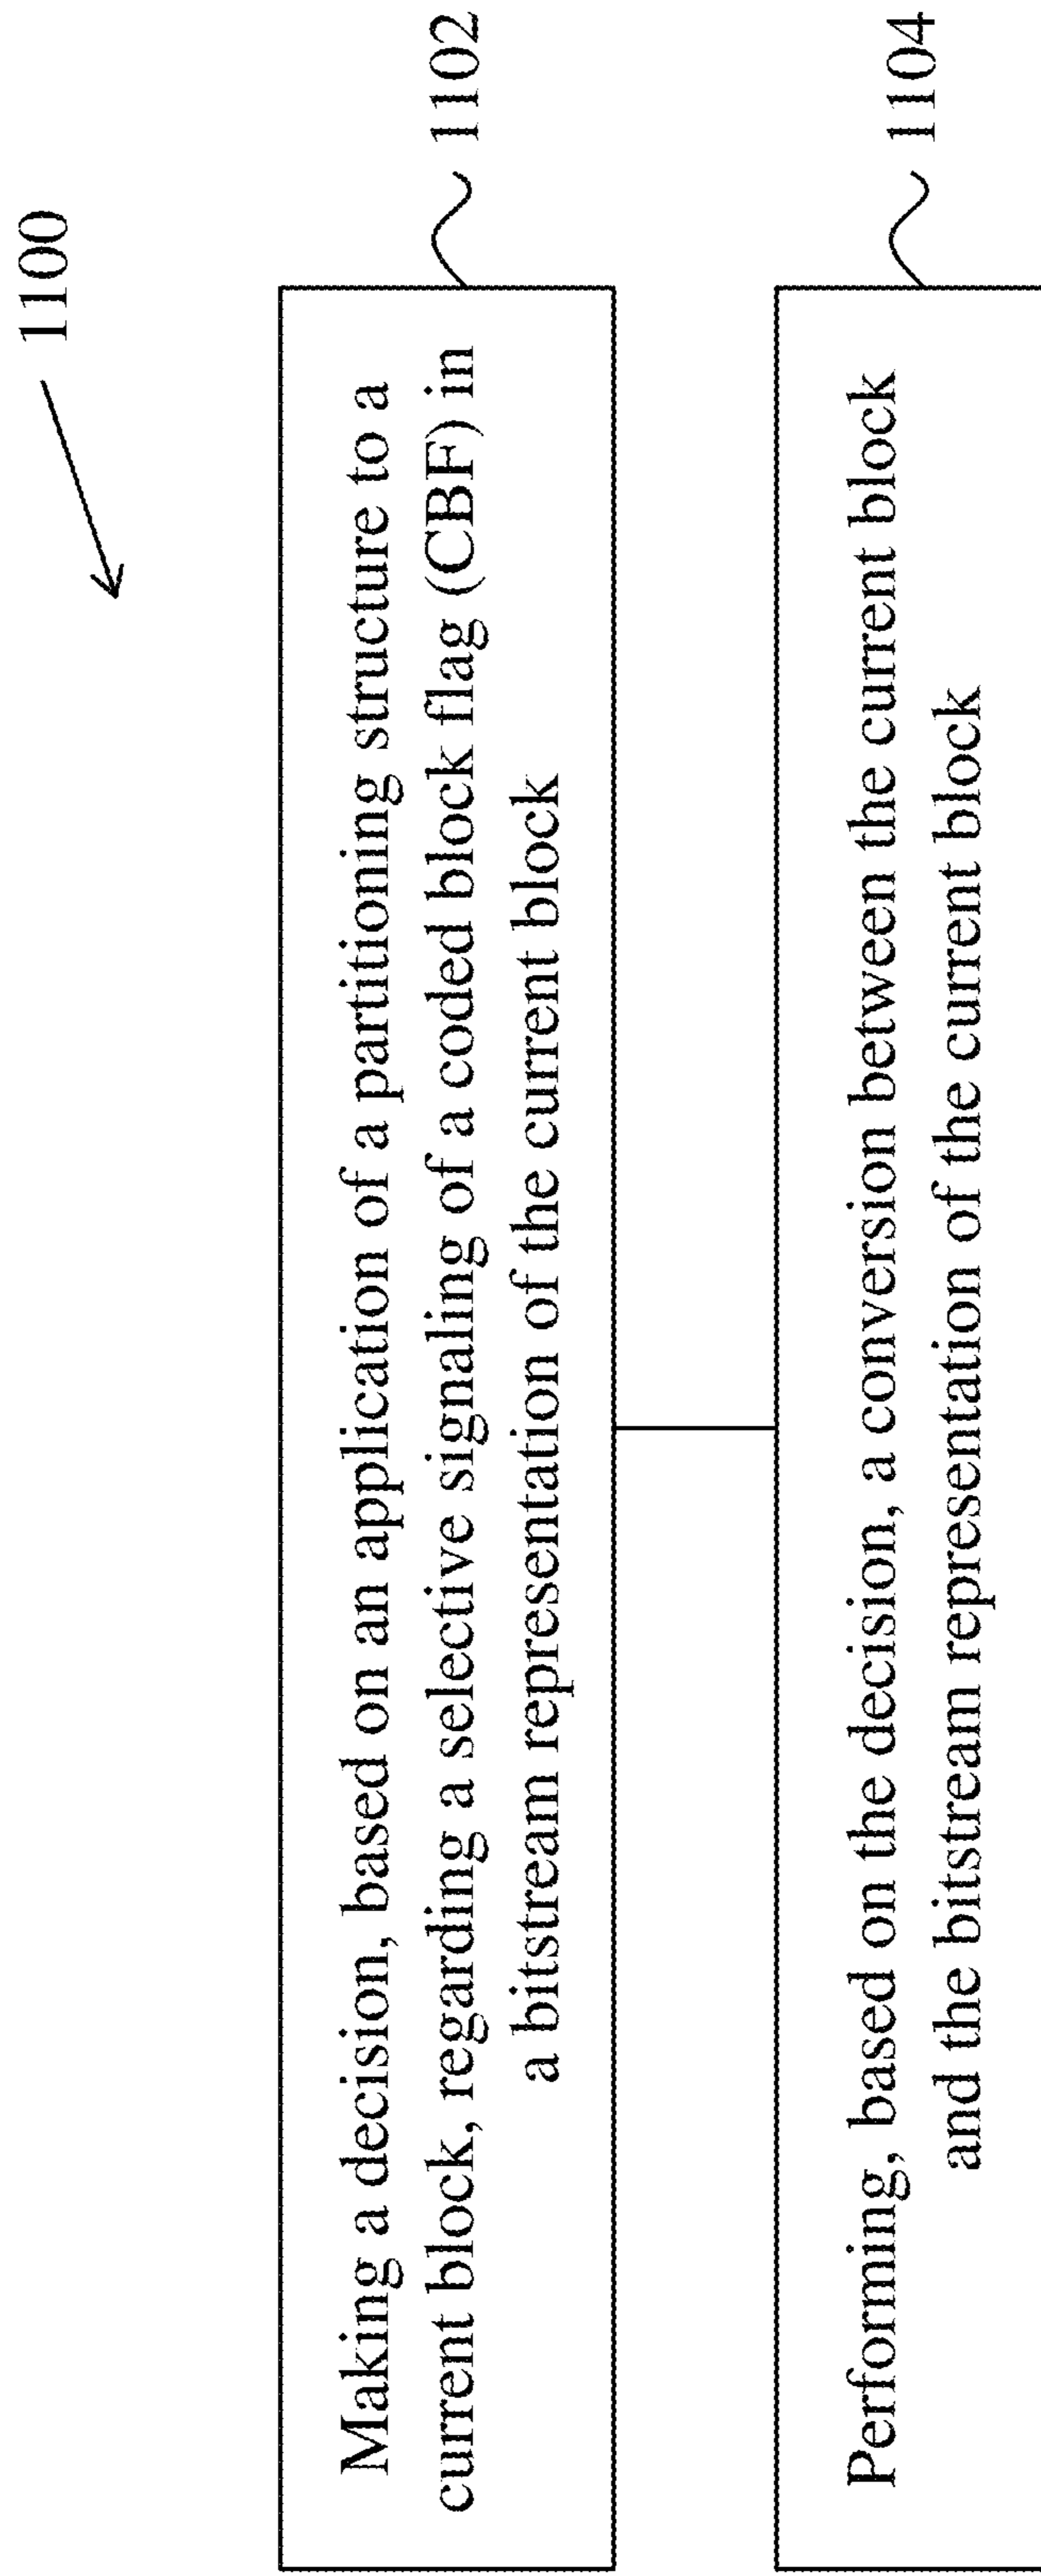 1100
Making a decision, based on an application of a partitioning structure to a
current block, regarding a selective signaling of a coded block flag (CBF) in
a bitstream representation of the current block
1102
Performing, based on the decision, a conversion between the current block
and the bitstream representation of the current block
1104